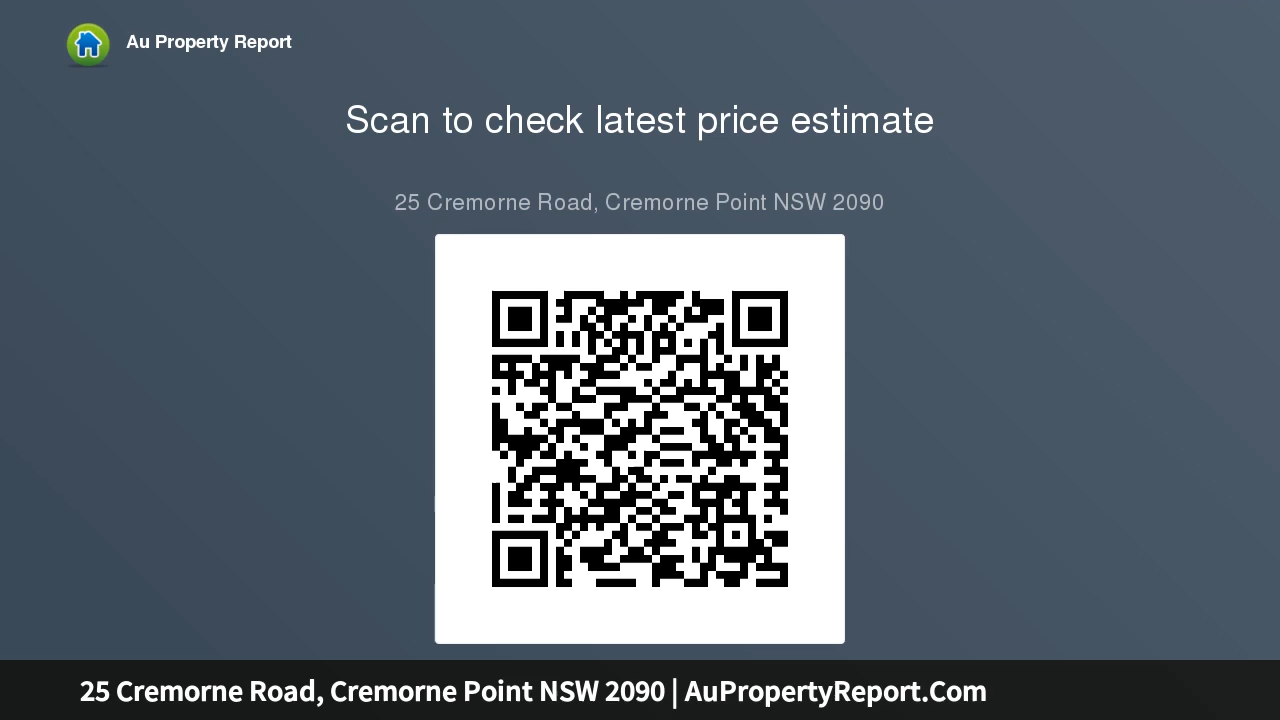 Au Property Report
Scan to check latest price estimate
25 Cremorne Road, Cremorne Point NSW 2090
25 Cremorne Road, Cremorne Point NSW 2090 | AuPropertyReport.Com